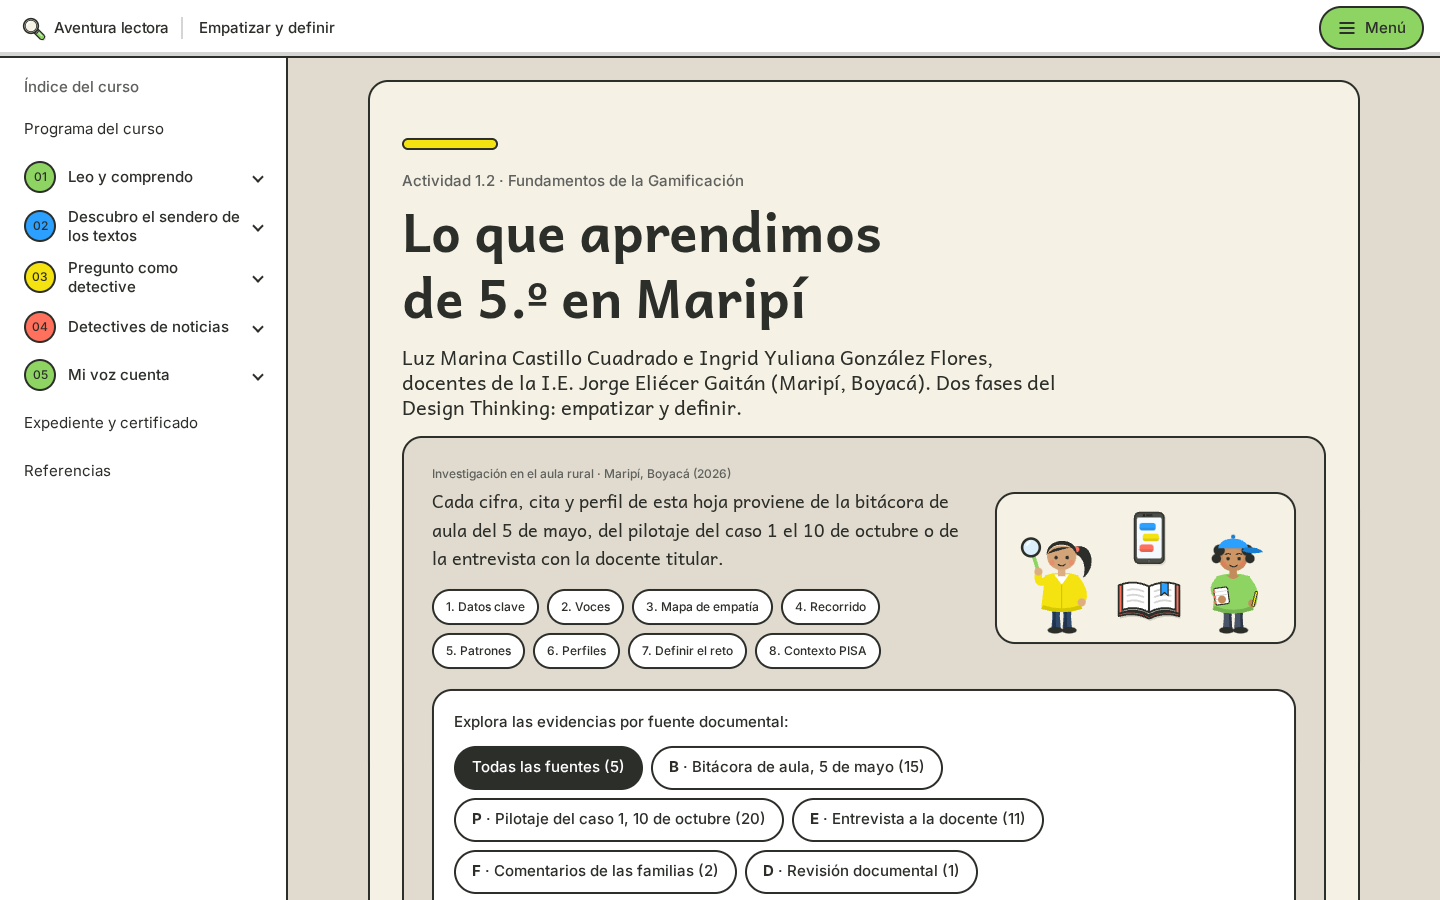 Aventura lectora
Empatizar y definir
Menú
Índice del curso
Programa del curso
01 Leo y comprendo
02 Descubro el sendero de
los textos
03 Pregunto como
detective
04 Detectives de noticias
05 Mi voz cuenta
Expediente y certificado
Referencias
Actividad 1.2 · Fundamentos de la Gamificación
Lo que aprendimos
de 5.º en Maripí
Luz Marina Castillo Cuadrado e Ingrid Yuliana González Flores,
docentes de la I.E. Jorge Eliécer Gaitán (Maripí, Boyacá). Dos fases del
Design Thinking: empatizar y definir.
Investigación en el aula rural · Maripí, Boyacá (2026)
Cada cifra, cita y perfil de esta hoja proviene de la bitácora de
aula del 5 de mayo, del pilotaje del caso 1 el 10 de octubre o de
la entrevista con la docente titular.
1. Datos clave
2. Voces
3. Mapa de empatía
4. Recorrido
5. Patrones
6. Perfiles
7. Definir el reto
8. Contexto PISA
Explora las evidencias por fuente documental:
Todas las fuentes (5)
B · Bitácora de aula, 5 de mayo (15)
P · Pilotaje del caso 1, 10 de octubre (20)
E · Entrevista a la docente (11)
F · Comentarios de las familias (2)
D · Revisión documental (1)